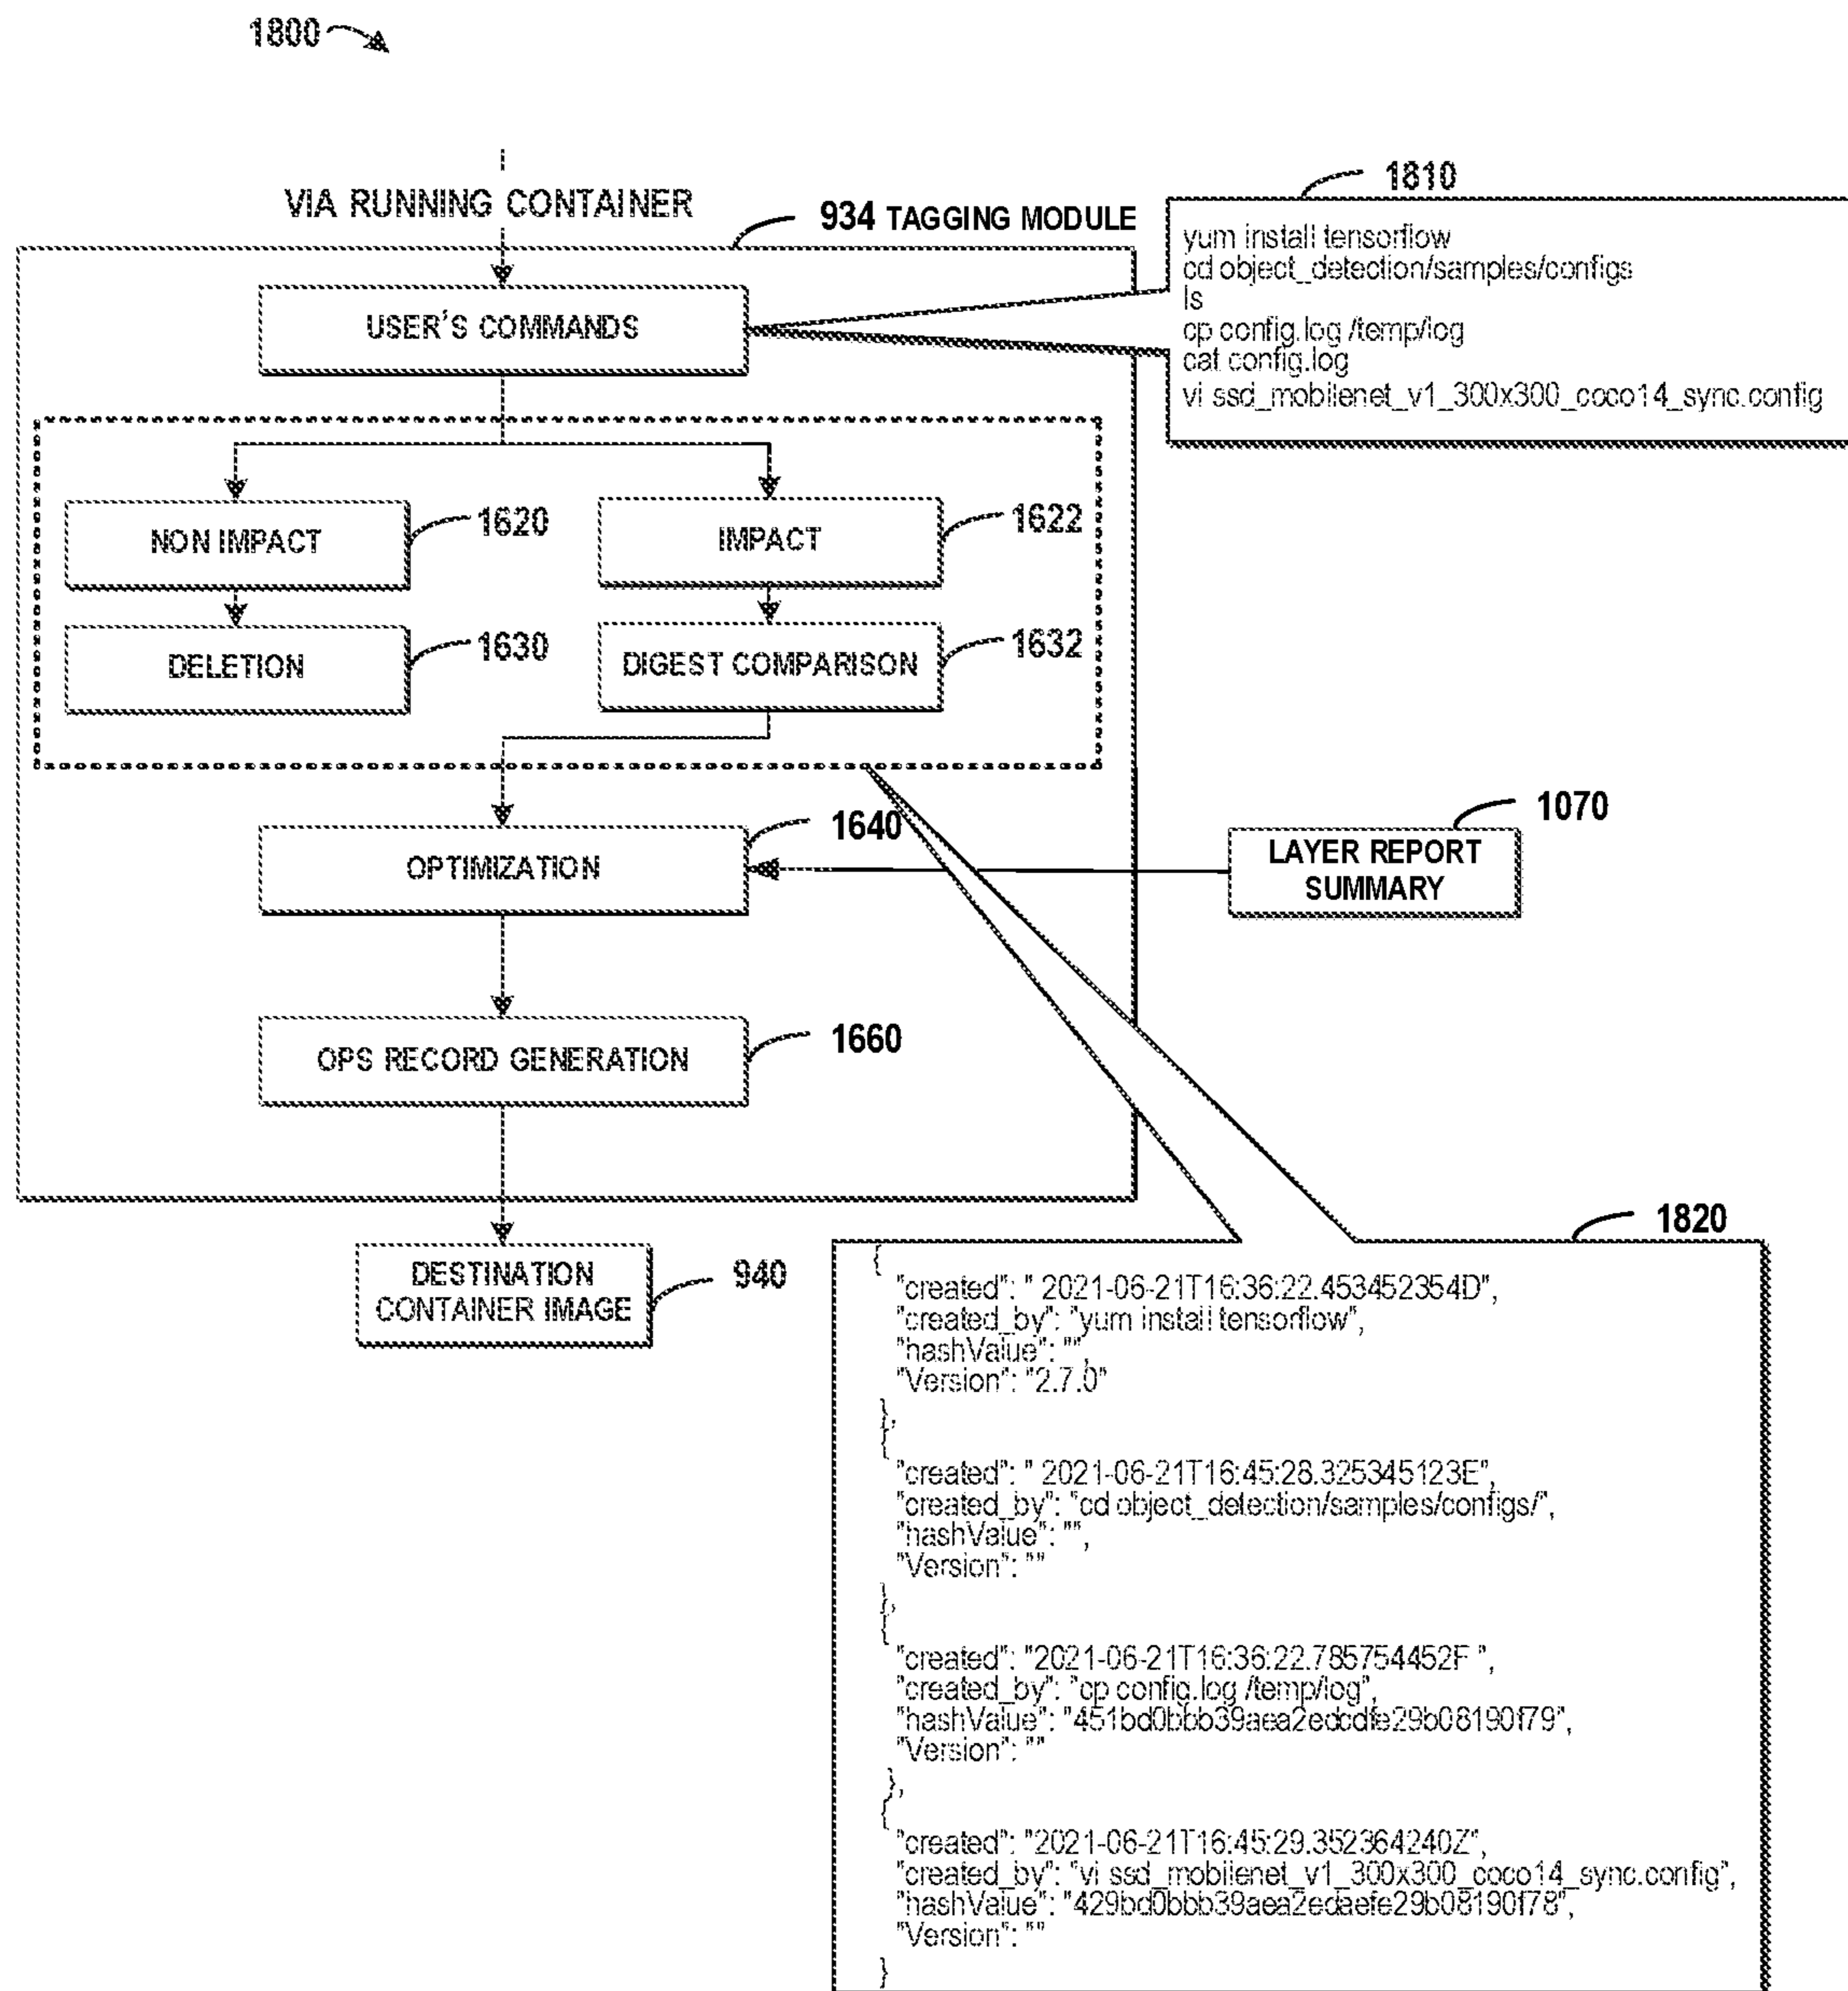 1800
VIA RUNNING CONTAINER
934 TAGGING MODULE
1810
USER'S COMMANDS
yum install tensorflow
cd object_detection/samples/configs
ls
cp config.log /temp/log
cat config.log
vi ssd_mobilenet_v1_300x300_coco14_sync.config
NON IMPACT
1620
IMPACT
1622
DELETION
1630
DIGEST COMPARISON
1632
OPTIMIZATION
1640
LAYER REPORT
SUMMARY
1070
OPS RECORD GENERATION
1660
DESTINATION
CONTAINER IMAGE
940
1820
{
"created": " 2021-06-21T16:36:22.453452354D",
"created_by": "yum install tensorflow",
"hashValue": "",
"Version": "2.7.0"
},
{
"created": " 2021-06-21T16:45:28.325345123E",
"created_by": "cd object_detection/samples/configs/",
"hashValue": "",
"Version": ""
},
{
"created": "2021-06-21T16:36:22.785754452F ",
"created_by": "cp config.log /temp/log",
"hashValue": "451bd0bbb39aea2edcdfe29b08190f79",
"Version": ""
},
{
"created": "2021-06-21T16:45:29.352364240Z",
"created_by": "vi ssd_mobilenet_v1_300x300_coco14_sync.config",
"hashValue": "429bd0bbb39aea2edaefe29b08190f78",
"Version": ""
}